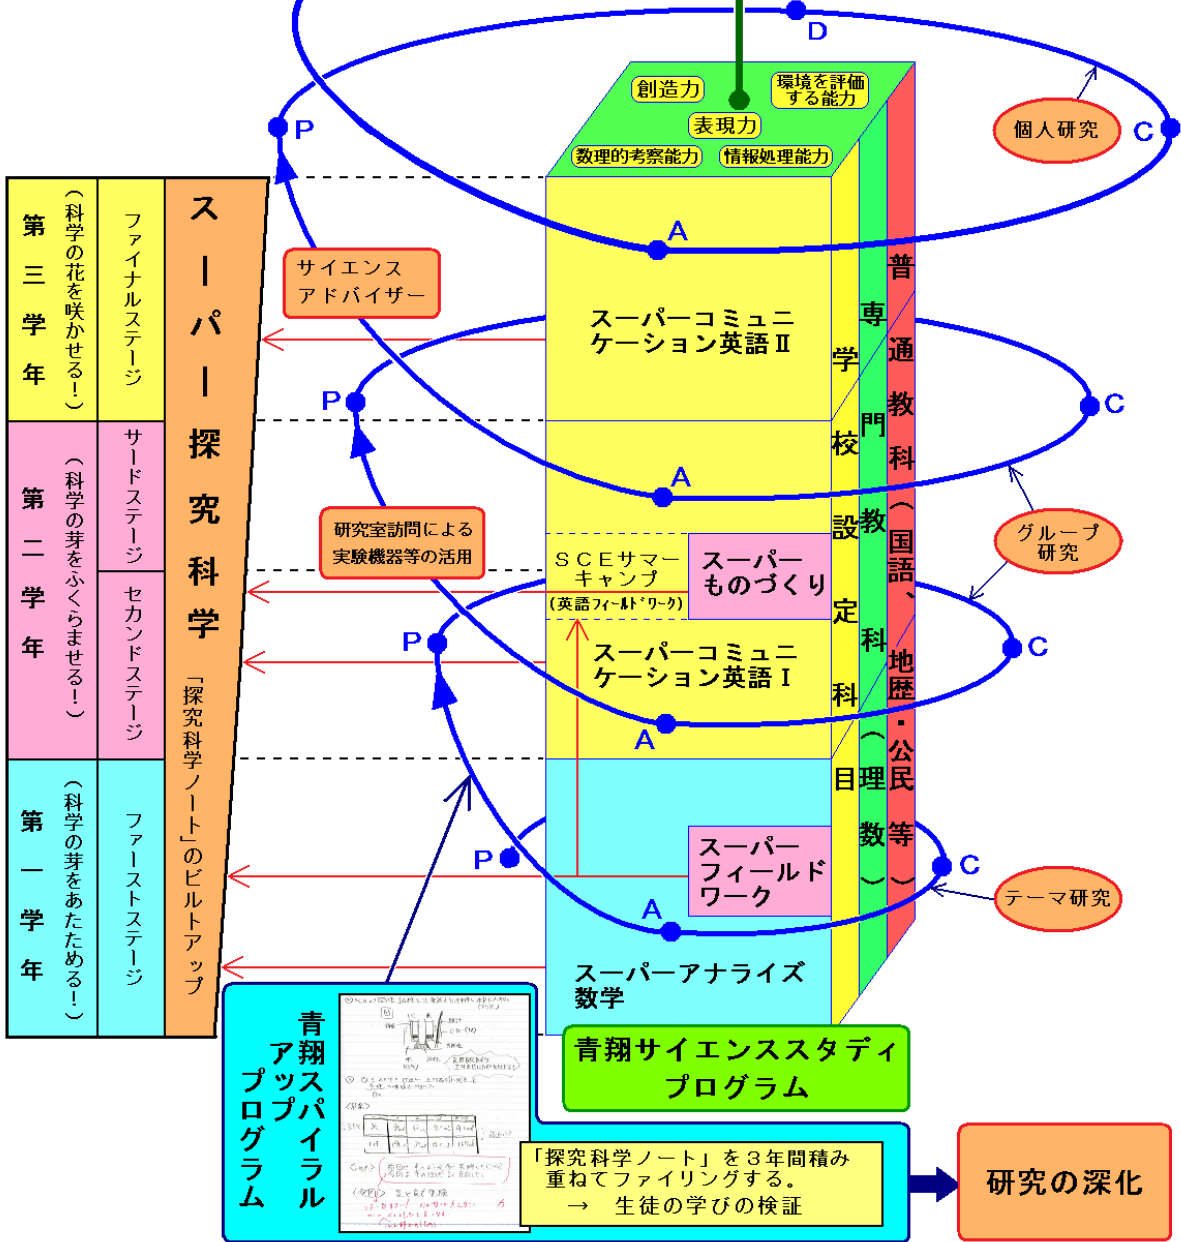 D
創造力
環境を評価
する能力
表現力
数理的考察能力
情報処理能力
P
C
個人研究
A
第三学年
(科学の花を咲かせる!)
ファイナルステージ
スーパー探究科学
「探究科学ノート」のビルトアップ
サイエンス
アドバイザー
スーパーコミュニ
ケーション英語Ⅱ
学校設定科目
専門教科(理数)
普通教科(国語、地歴・公民等)
P
C
A
第二学年
(科学の芽をふくらませる!)
サードステージ
セカンドステージ
研究室訪問による
実験機器等の活用
SCEサマー
キャンプ
(英語フィールドワーク)
スーパー
ものづくり
グループ
研究
P
C
スーパーコミュニ
ケーション英語Ⅰ
A
第一学年
(科学の芽をあたためる!)
ファーストステージ
P
C
スーパー
フィールド
ワーク
テーマ研究
A
スーパーアナライズ
数学
青翔スパイラル
アップ
プログラム
青翔サイエンススタディ
プログラム
「探究科学ノート」を3年間積み
重ねてファイリングする。
→ 生徒の学びの検証
研究の深化